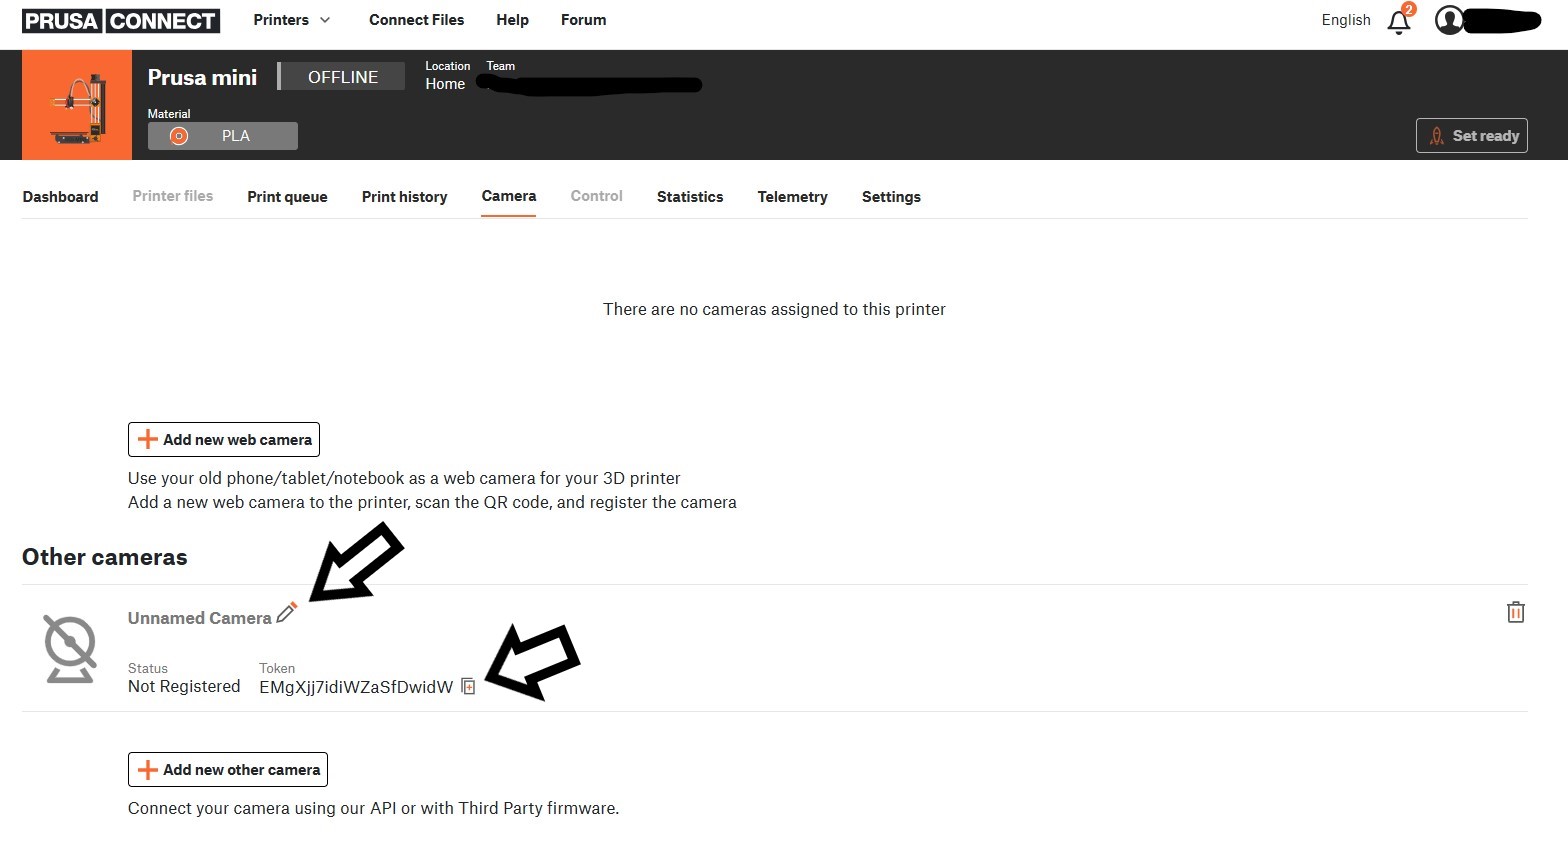 PRUSA CONNECT Printers Connect Files Help Forum English 2
Prusa mini OFFLINE
Location Team
Home
Material
PLA
Set ready
Dashboard Printer files Print queue Print history Camera Control Statistics Telemetry Settings
There are no cameras assigned to this printer
Add new web camera
Use your old phone/tablet/notebook as a web camera for your 3D printer
Add a new web camera to the printer, scan the QR code, and register the camera
Other cameras
Unnamed Camera
Status Token
Not Registered EMgXjj7idiWZaSfDwidW
Add new other camera
Connect your camera using our API or with Third Party firmware.